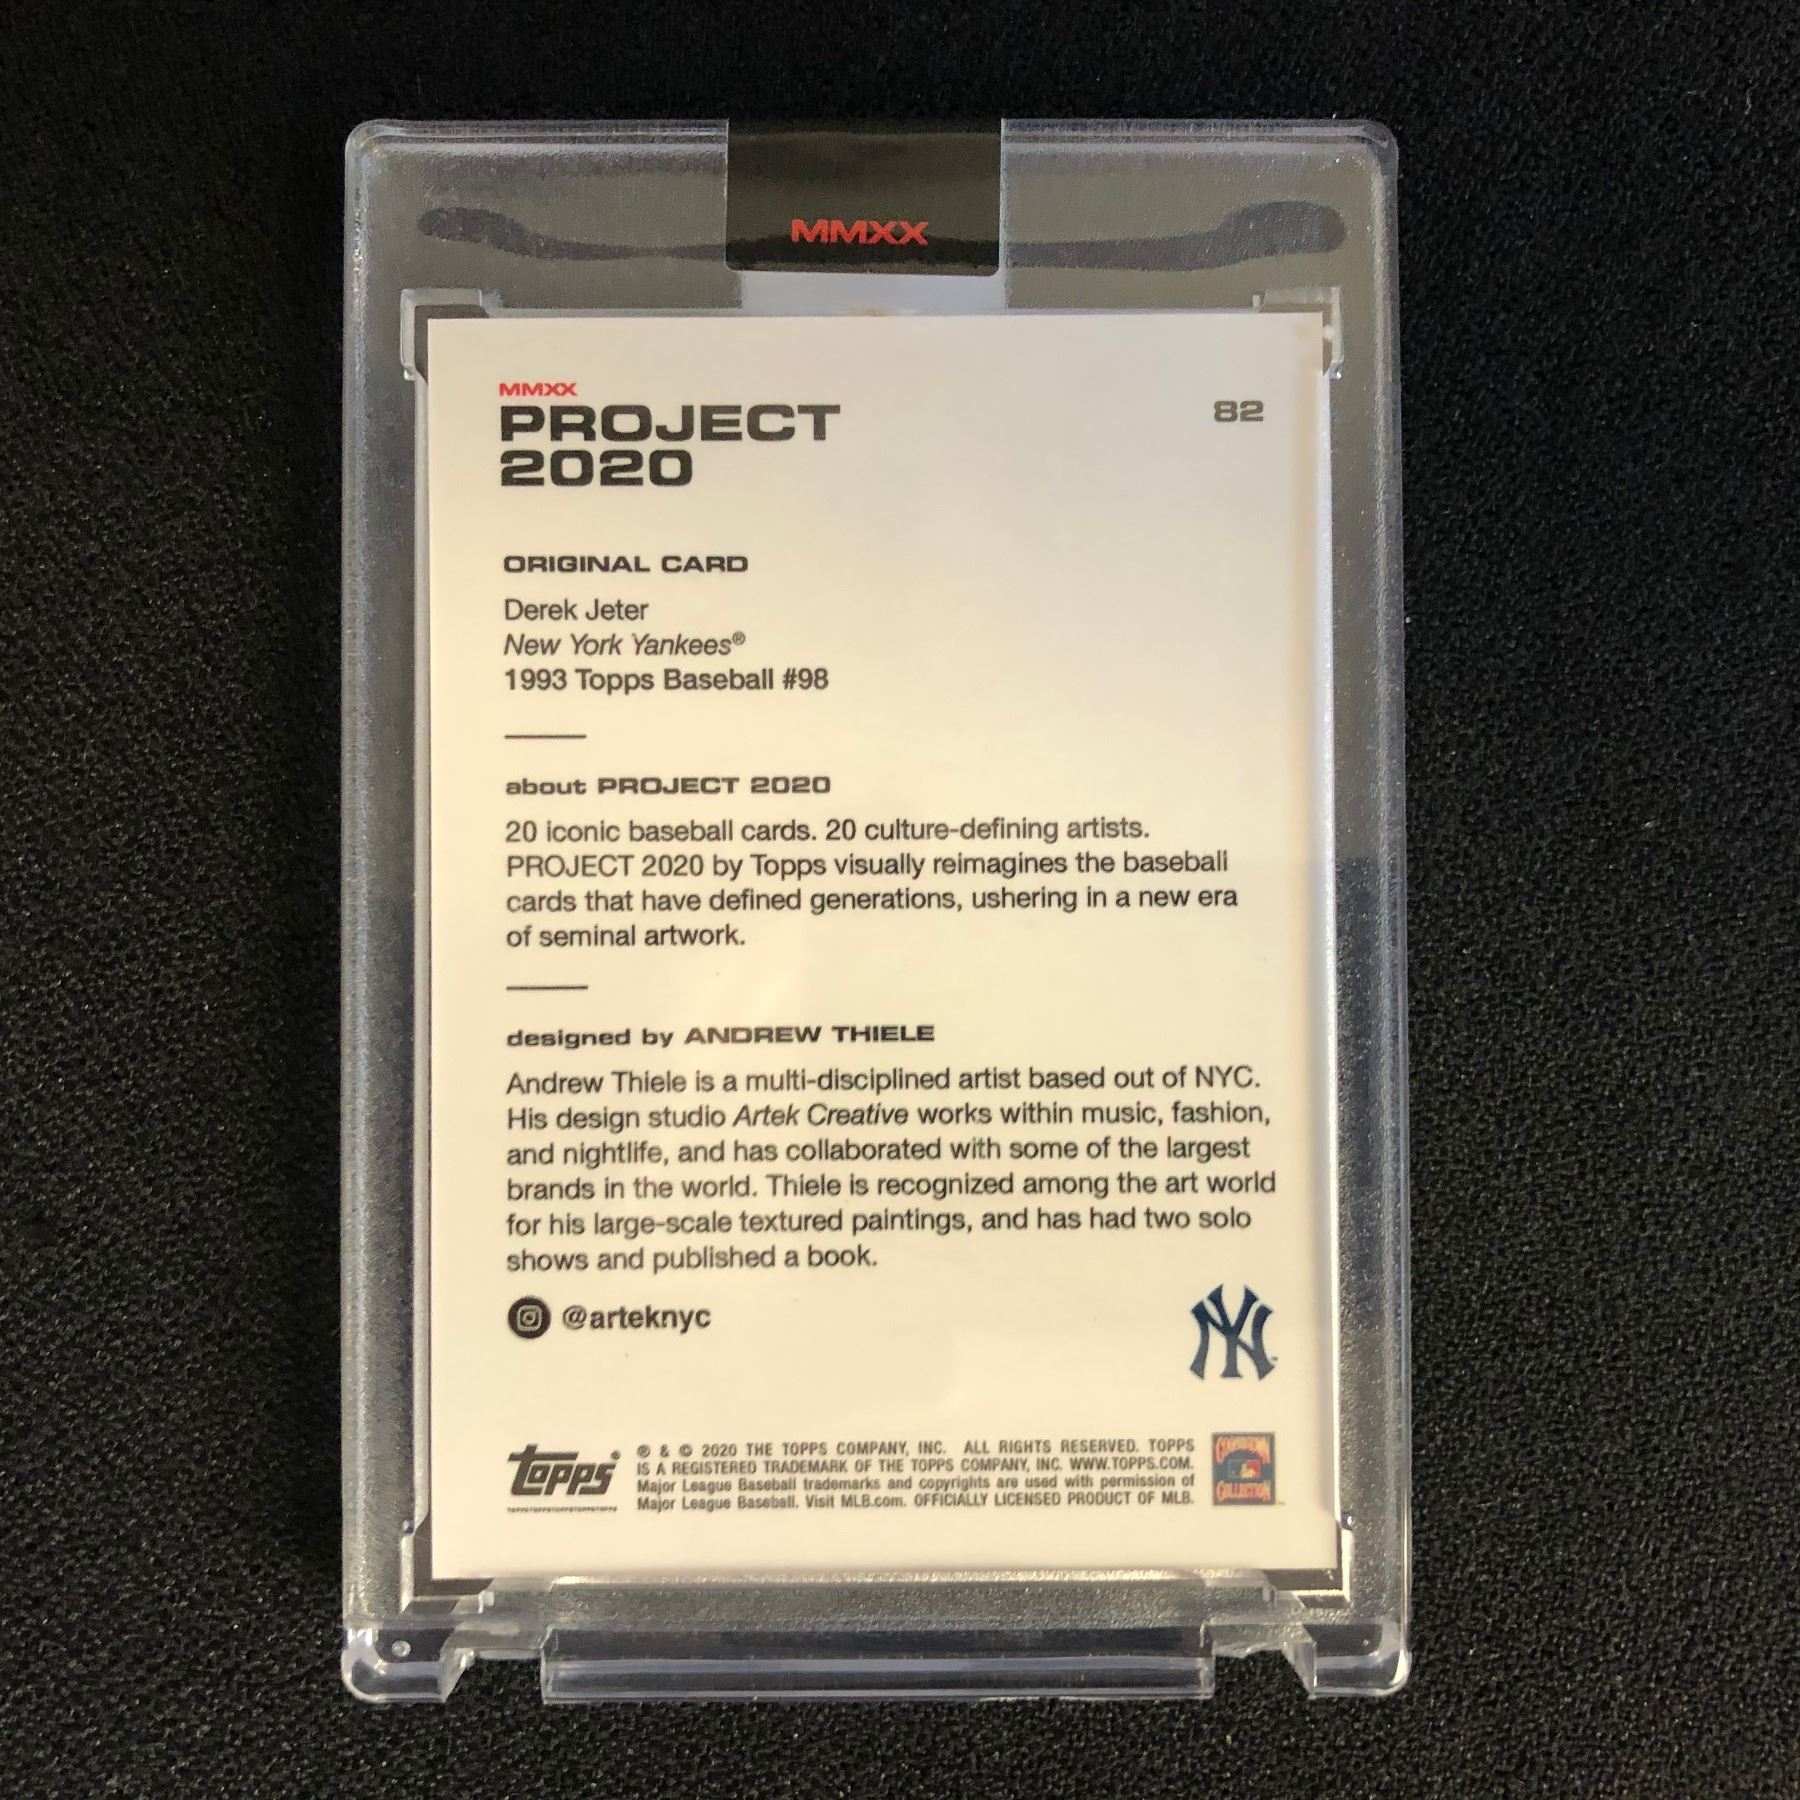 MMXX
MMXX
PROJECT
2020
82
ORIGINAL CARD
Derek Jeter
New York Yankees®
1993 Topps Baseball #98
about PROJECT 2020
20 iconic baseball cards. 20 culture-defining artists.
PROJECT 2020 by Topps visually reimagines the baseball
cards that have defined generations, ushering in a new era
of seminal artwork.
designed by ANDREW THIELE
Andrew Thiele is a multi-disciplined artist based out of NYC.
His design studio Artek Creative works within music, fashion,
and nightlife, and has collaborated with some of the largest
brands in the world. Thiele is recognized among the art world
for his large-scale textured paintings, and has had two solo
shows and published a book.
@arteknyc
NY
Topps®
® & © 2020 THE TOPPS COMPANY, INC. ALL RIGHTS RESERVED. TOPPS
IS A REGISTERED TRADEMARK OF THE TOPPS COMPANY, INC. WWW.TOPPS.COM.
Major League Baseball trademarks and copyrights are used with permission of
Major League Baseball. Visit MLB.com. OFFICIALLY LICENSED PRODUCT OF MLB.
COLLECTION